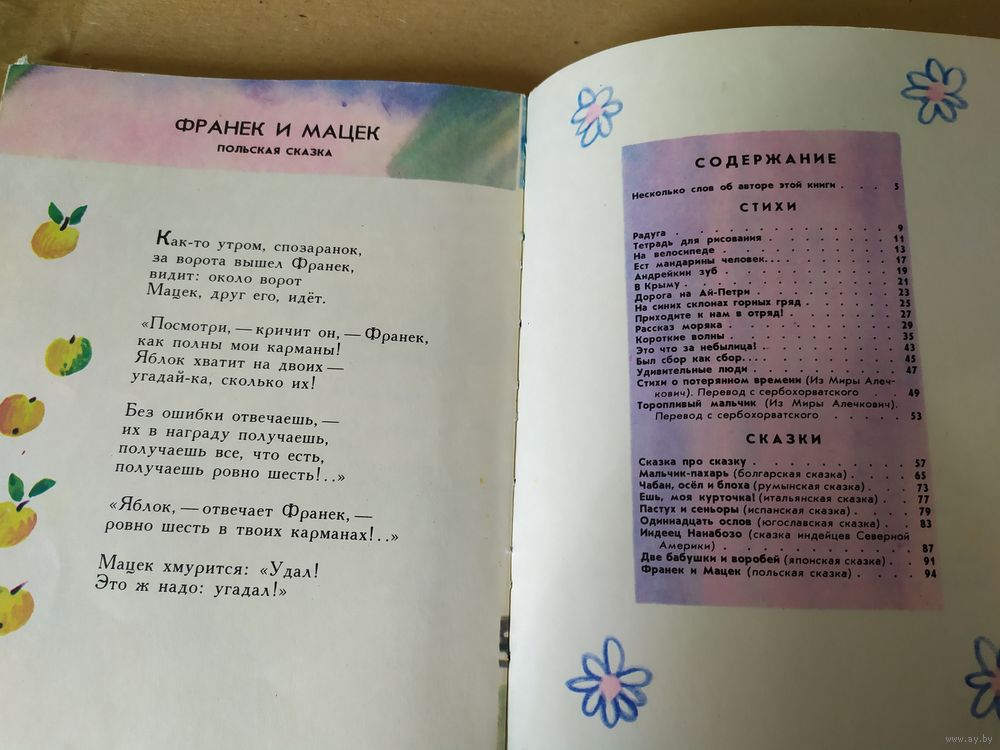 ФРАНЕК И МАЦЕК
ПОЛЬСКАЯ СКАЗКА
Как-то утром, спозаранок,
за ворота вышел Франек,
видит: около ворот
Мацек, друг его, идёт.
«Посмотри, — кричит он, — Франек,
как полны мои карманы!
Яблок хватит на двоих —
угадай-ка, сколько их!
Без ошибки отвечаешь, —
их в награду получаешь,
получаешь все, что есть,
получаешь ровно шесть!..»
«Яблок, — отвечает Франек, —
ровно шесть в твоих карманах!..»
Мацек хмурится: «Удал!
Это ж надо: угадал!»
СОДЕРЖАНИЕ
Несколько слов об авторе этой книги . . . 5
СТИХИ
Радуга . . . . . . . . . . . . 9
Тетрадь для рисования . . . . . . . 11
На велосипеде . . . . . . . . . . 13
Ест мандарины человек. . . . . . . . . 17
Андрейкин зуб . . . . . . . . . . 19
В Крыму . . . . . . . . . . . . 21
Дорога на Ай-Петри . . . . . . . . 23
На синих склонах горных гряд . . . . . 25
Приходите к нам в отряд! . . . . . . 27
Рассказ моряка . . . . . . . . . . 29
Короткие волны . . . . . . . . . . 35
Это что за небылица! . . . . . . . . 43
Был сбор как сбор. . . . . . . . . . 45
Удивительные люди . . . . . . . . . 47
Стихи о потерянном времени (Из Миры Алеч-
кович). Перевод с сербохорватского . . 49
Торопливый мальчик (Из Миры Алечкович).
Перевод с сербохорватского . . . . . 53
СКАЗКИ
Сказка про сказку . . . . . . . . . 57
Мальчик-пахарь (болгарская сказка) . . . . 65
Чабан, осёл и блоха (румынская сказка) . . . 73
Ешь, моя курточка! (итальянская сказка) . . 77
Пастух и сеньоры (испанская сказка) . . . . 79
Одиннадцать ослов (югославская сказка) . . 83
Индеец Нанабозо (сказка индейцев Северной
Америки) . . . . . . . . . . . 87
Две бабушки и воробей (японская сказка) . . 91
Франек и Мацек (польская сказка) . . . . 94
www.ay.by